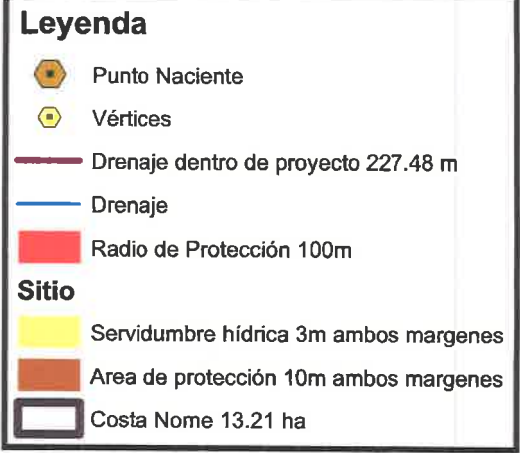 Leyenda
Punto Naciente
Vértices
Drenaje dentro de proyecto 227.48 m
Drenaje
Radio de Protección 100m
Sitio
Servidumbre hídrica 3m ambos margenes
Area de protección 10m ambos margenes
Costa Nome 13.21 ha